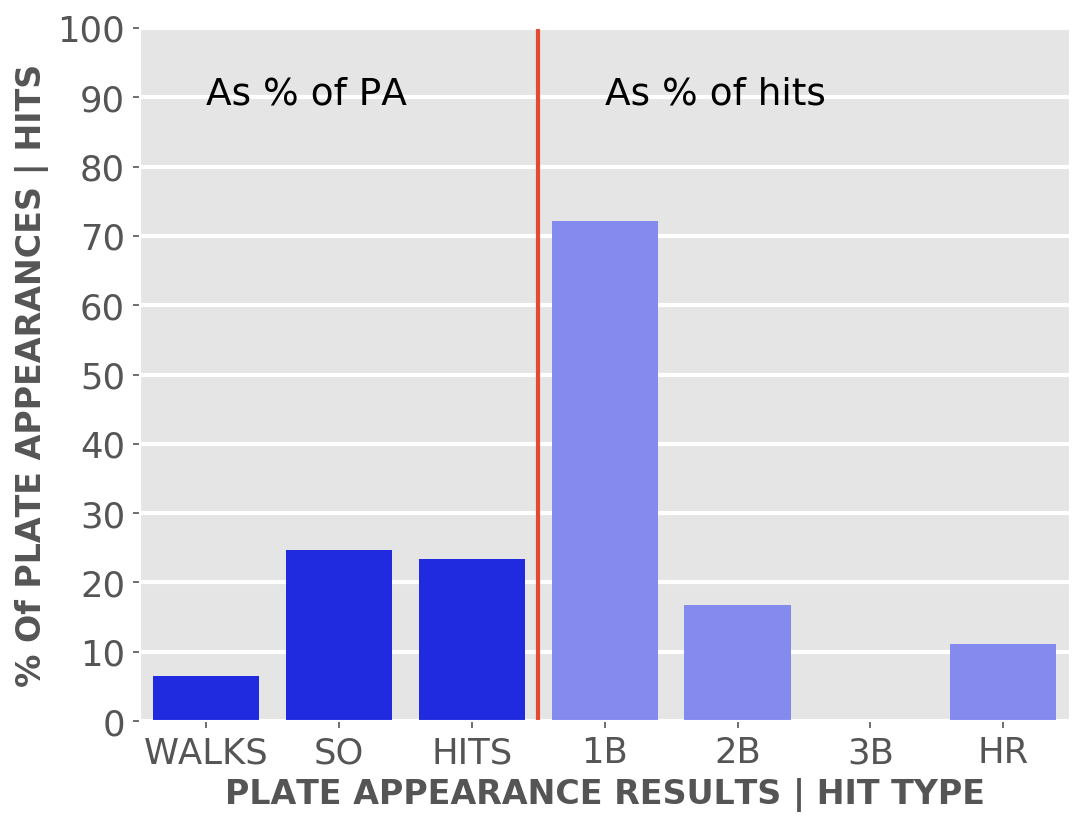 100
90
80
70
60
50
40
30
20
10
0
% Of PLATE APPEARANCES | HITS
As % of PA
As % of hits
WALKS SO HITS 1B 2B 3B HR
PLATE APPEARANCE RESULTS | HIT TYPE